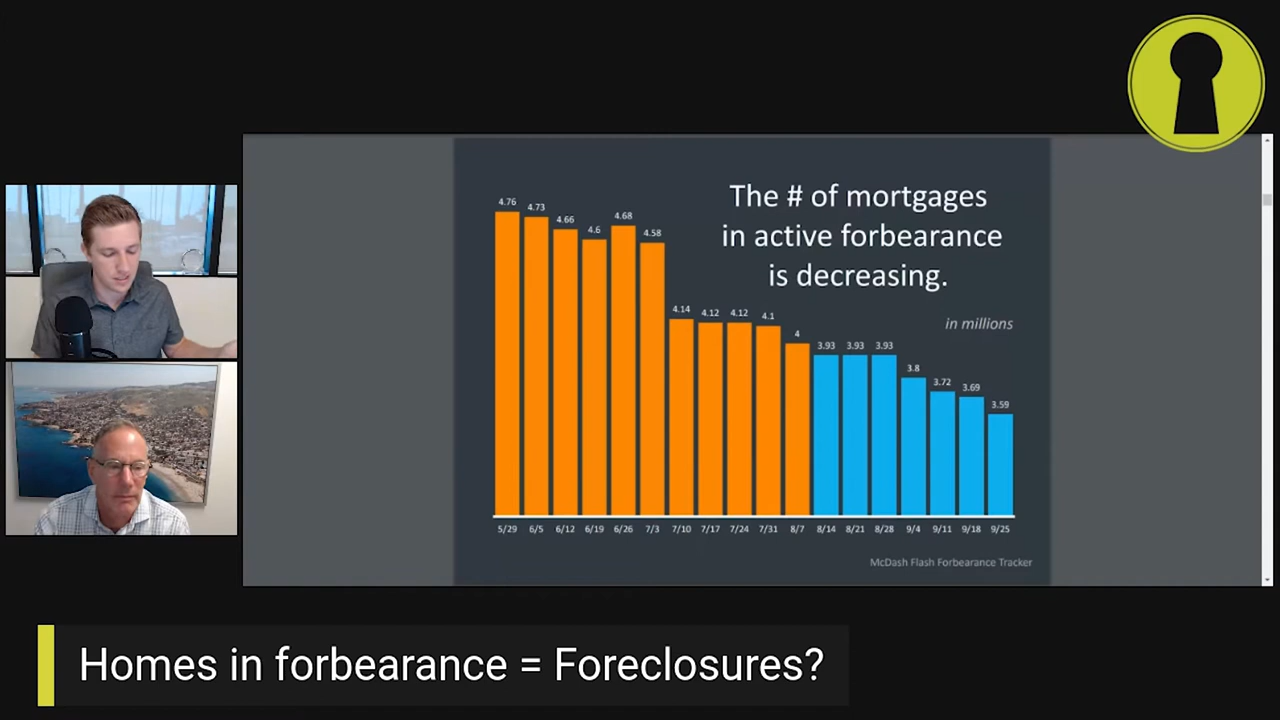 The # of mortgages
in active forbearance
is decreasing.
in millions
4.76 4.73 4.66 4.6 4.68 4.58 4.14 4.12 4.12 4.1 4 3.93 3.93 3.93 3.8 3.72 3.69 3.59
5/29 6/5 6/12 6/19 6/26 7/3 7/10 7/17 7/24 7/31 8/7 8/14 8/21 8/28 9/4 9/11 9/18 9/25
McDash Flash Forbearance Tracker
Homes in forbearance = Foreclosures?